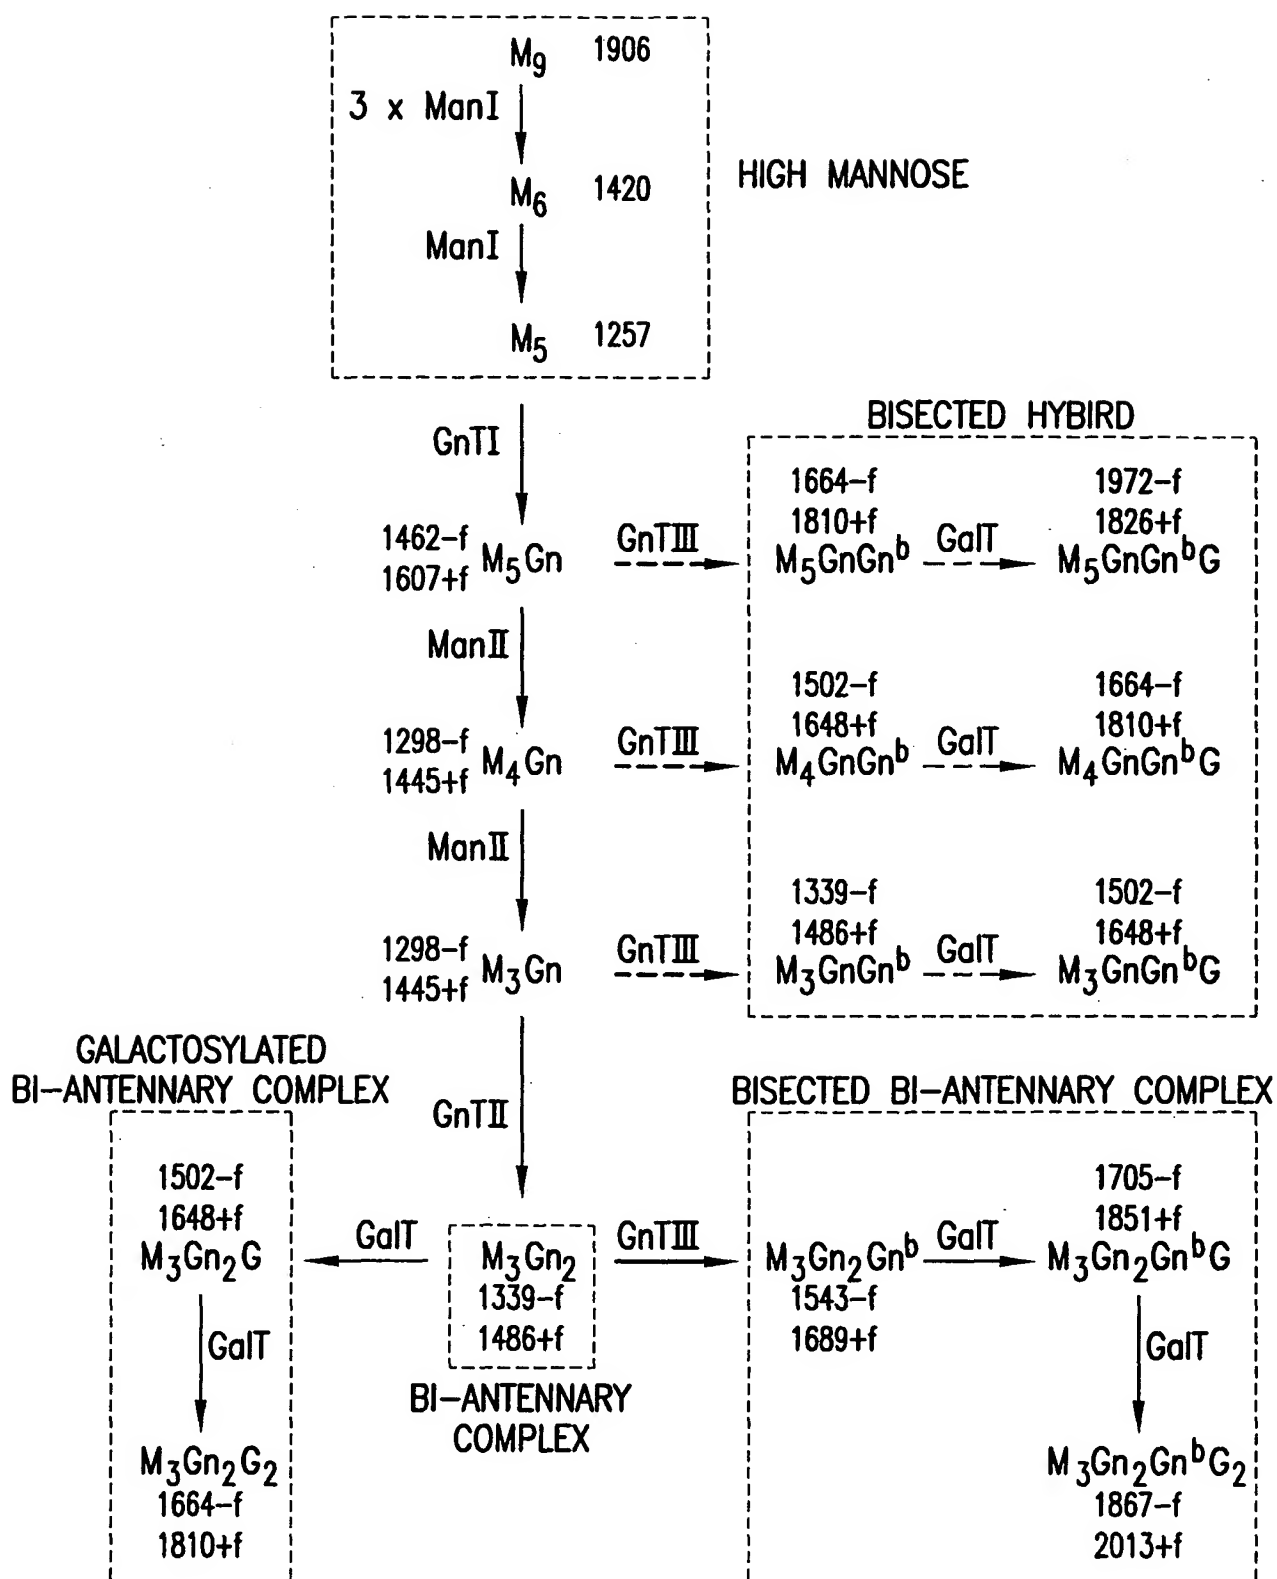 M9 1906
3 x ManI
M6 1420
HIGH MANNOSE
ManI
M5 1257
GnTI
BISECTED HYBIRD
1664-f
1810+f
M5GnGnb
1972-f
1826+f
M5GnGnbG
1462-f
1607+f
M5Gn
GnTIII
GalT
ManII
1502-f
1648+f
M4GnGnb
1664-f
1810+f
M4GnGnbG
1298-f
1445+f
M4Gn
GnTIII
GalT
ManII
1339-f
1486+f
M3GnGnb
1502-f
1648+f
M3GnGnbG
1298-f
1445+f
M3Gn
GnTIII
GalT
GnTII
GALACTOSYLATED
BI-ANTENNARY COMPLEX
1502-f
1648+f
M3Gn2G
GalT
M3Gn2
1339-f
1486+f
BI-ANTENNARY
COMPLEX
GalT
M3Gn2G2
1664-f
1810+f
BISECTED BI-ANTENNARY COMPLEX
GnTIII
M3Gn2Gnb
1543-f
1689+f
GalT
1705-f
1851+f
M3Gn2GnbG
GalT
M3Gn2GnbG2
1867-f
2013+f